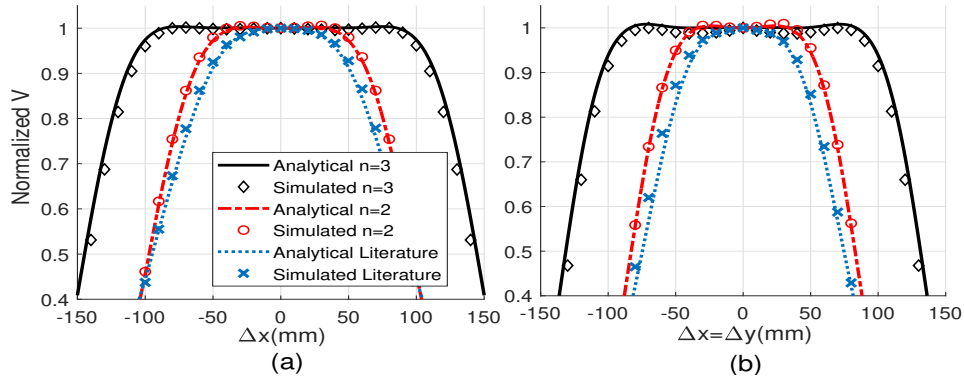 Normalized V
1
0.9
0.8
0.7
0.6
0.5
0.4
Analytical n=3
Simulated n=3
Analytical n=2
Simulated n=2
Analytical Literature
Simulated Literature
-150 -100 -50 0 50 100 150
Δx(mm)
(a)
1
0.9
0.8
0.7
0.6
0.5
0.4
-150 -100 -50 0 50 100 150
Δx=Δy(mm)
(b)